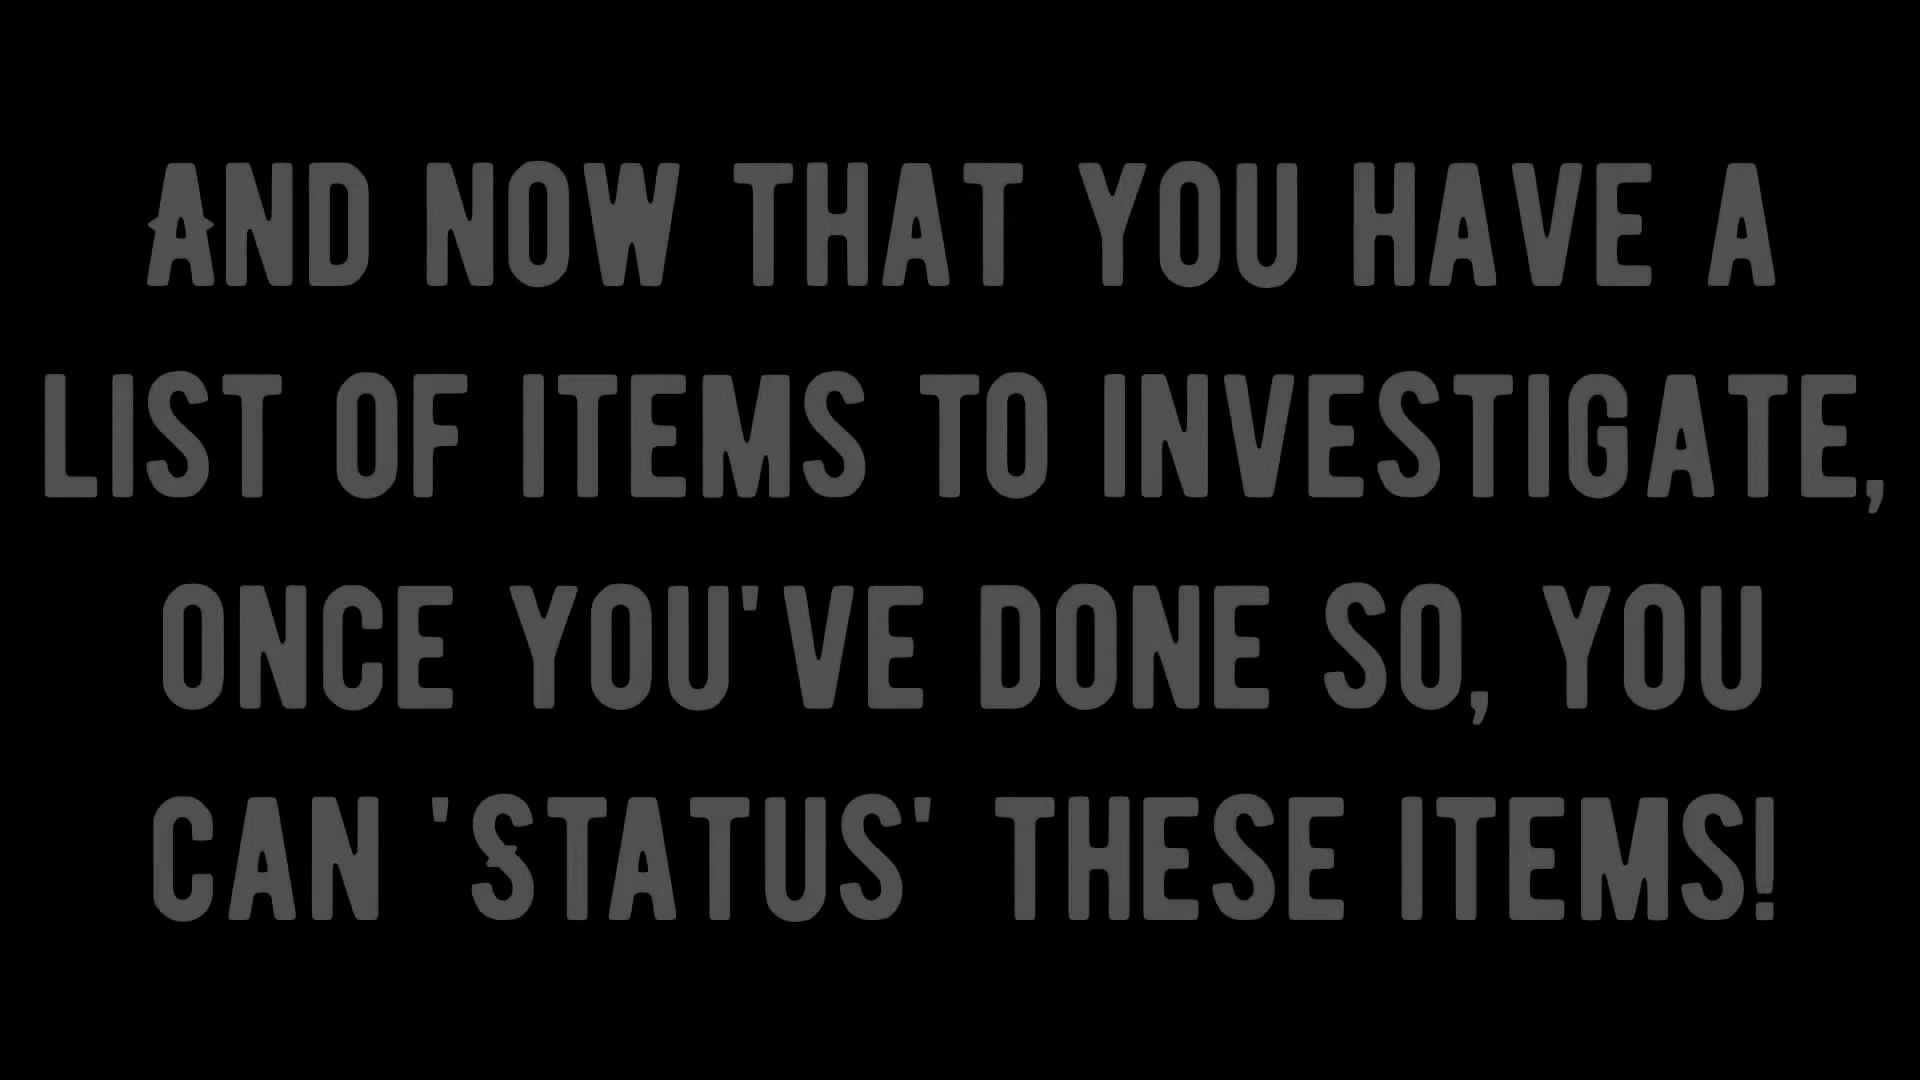 AND NOW THAT YOU HAVE A
LIST OF ITEMS TO INVESTIGATE,
ONCE YOU'VE DONE SO, YOU
CAN 'STATUS' THESE ITEMS!